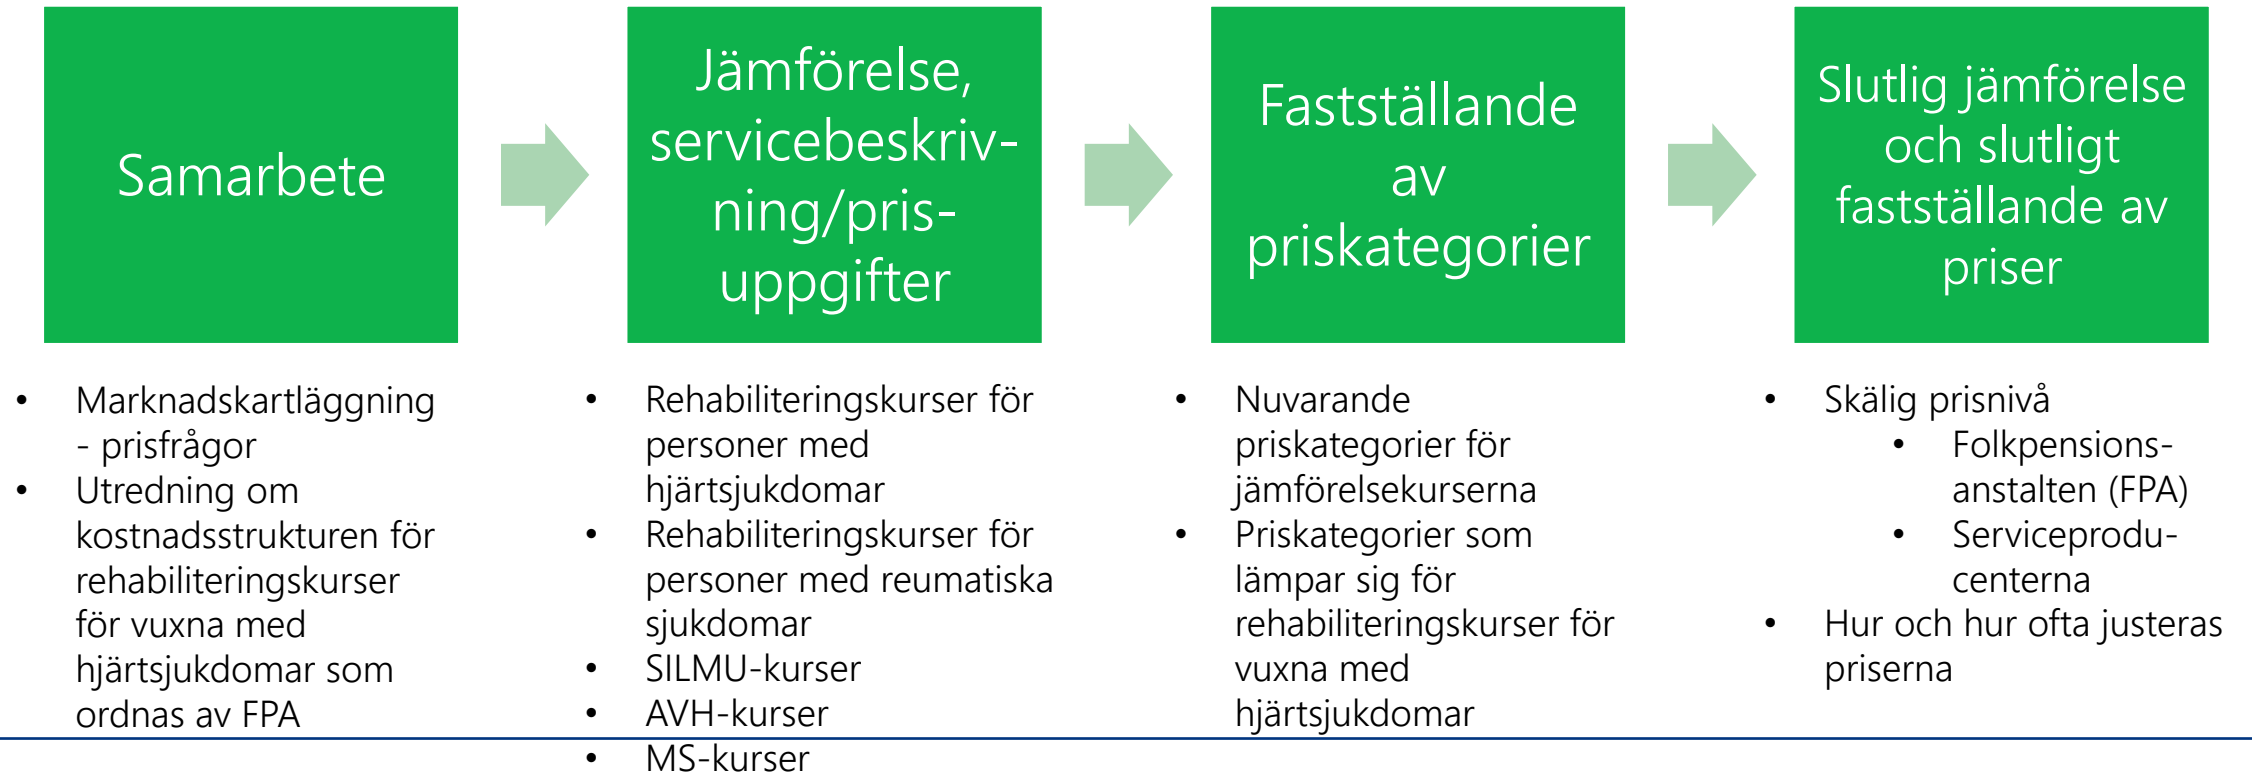 Samarbete
Jämförelse,
servicebeskriv-
ning/pris-
uppgifter
Fastställande
av
priskategorier
Slutlig jämförelse
och slutligt
fastställande av
priser
• Marknadskartläggning
- prisfrågor
• Utredning om
kostnadsstrukturen för
rehabiliteringskurser
för vuxna med
hjärtsjukdomar som
ordnas av FPA
• Rehabiliteringskurser för
personer med
hjärtsjukdomar
• Rehabiliteringskurser för
personer med reumatiska
sjukdomar
• SILMU-kurser
• AVH-kurser
• MS-kurser
• Nuvarande
priskategorier för
jämförelsekurserna
• Priskategorier som
lämpar sig för
rehabiliteringskurser för
vuxna med
hjärtsjukdomar
• Skälig prisnivå
• Folkpensions-
anstalten (FPA)
• Serviceprodu-
centerna
• Hur och hur ofta justeras
priserna